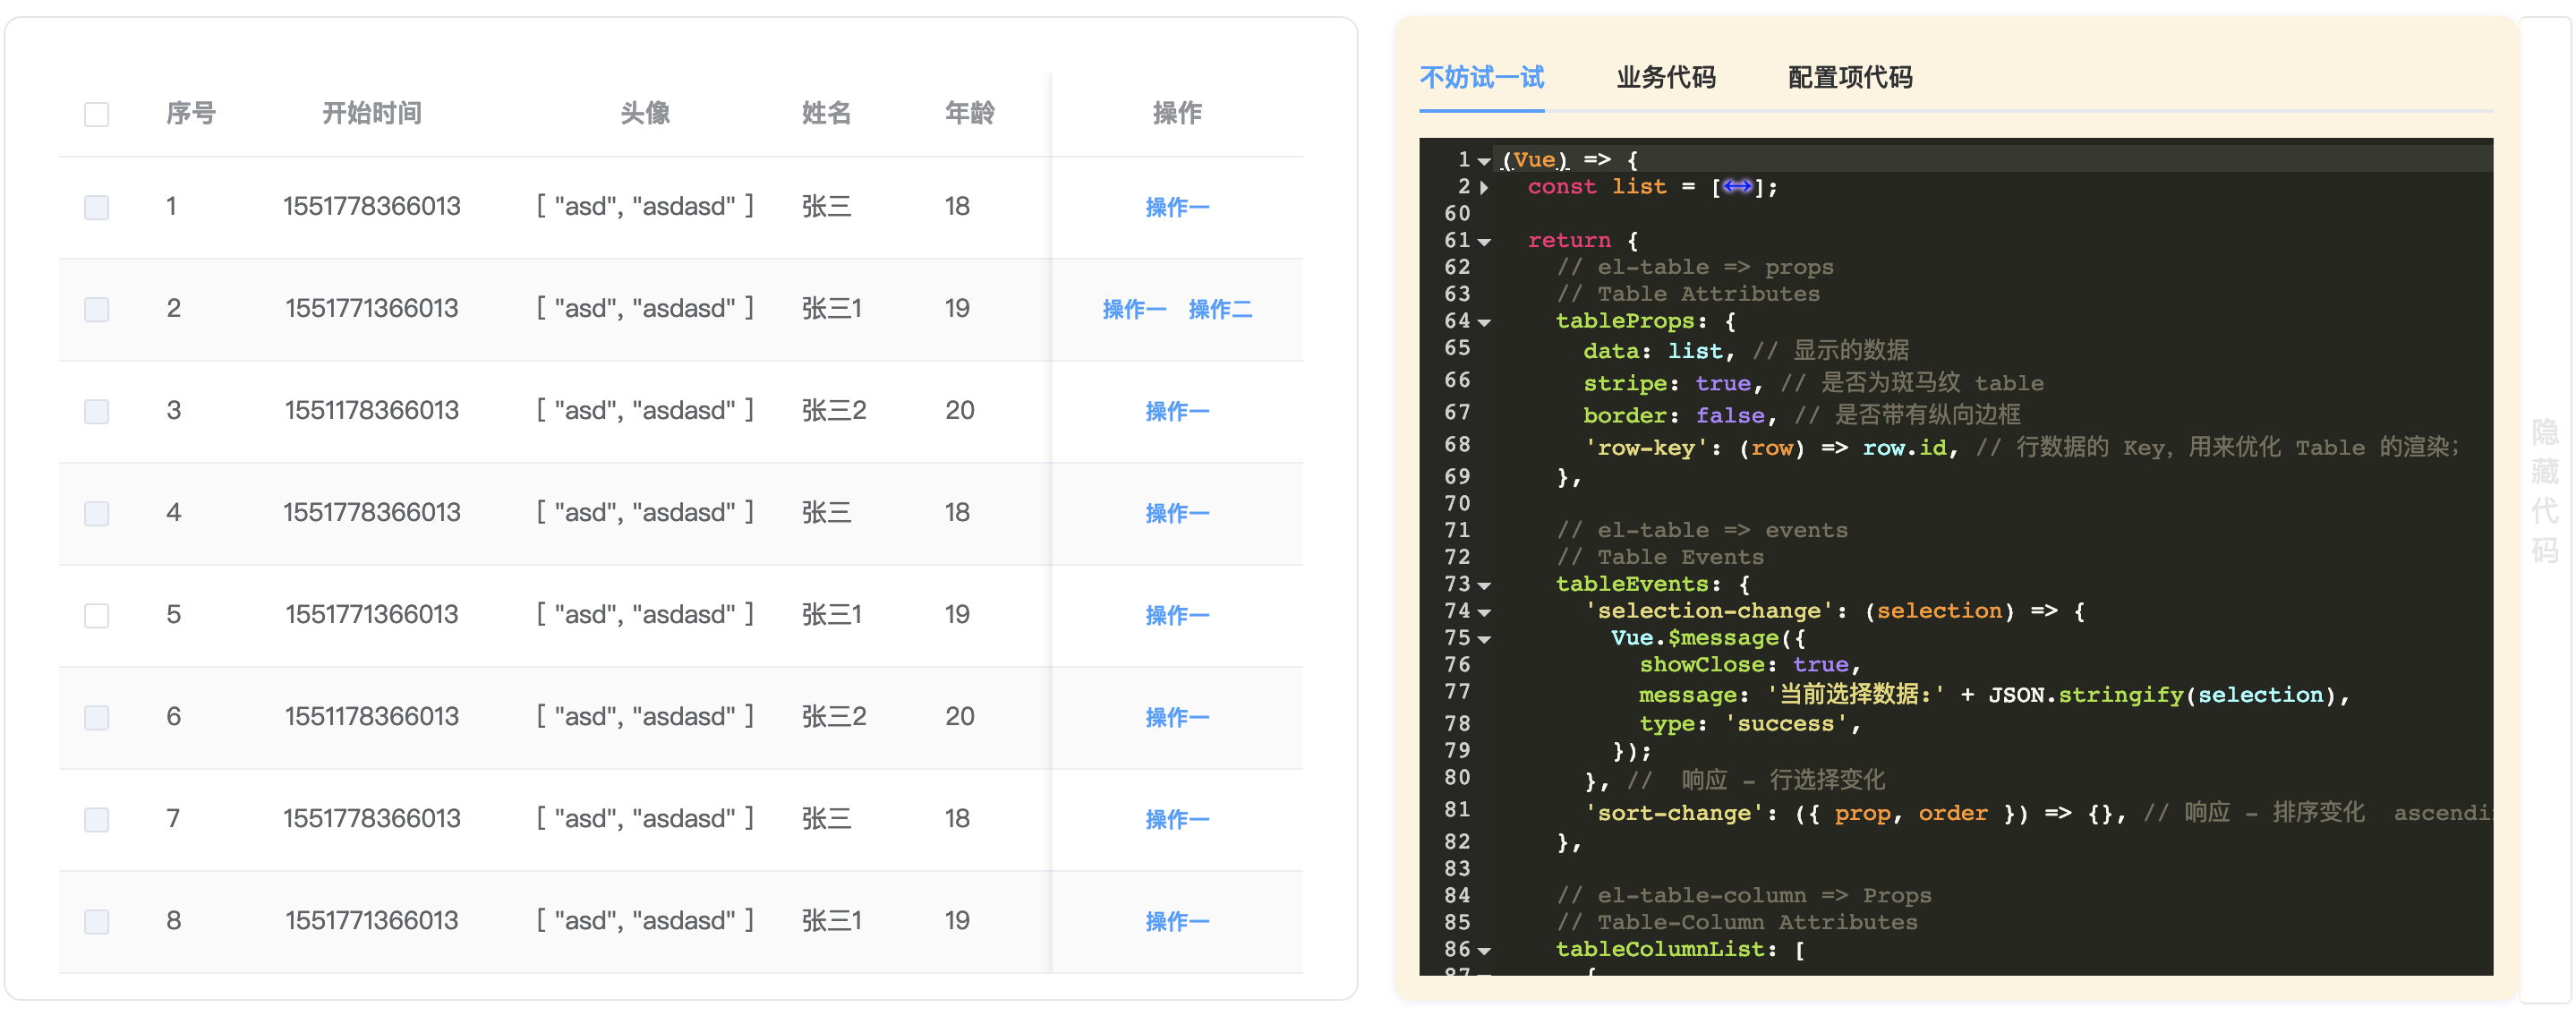 序号 开始时间 头像 姓名 年龄 操作
1 1551778366013 [ "asd", "asdasd" ] 张三 18 操作一
2 1551771366013 [ "asd", "asdasd" ] 张三1 19 操作一 操作二
3 1551178366013 [ "asd", "asdasd" ] 张三2 20 操作一
4 1551778366013 [ "asd", "asdasd" ] 张三 18 操作一
5 1551771366013 [ "asd", "asdasd" ] 张三1 19 操作一
6 1551178366013 [ "asd", "asdasd" ] 张三2 20 操作一
7 1551778366013 [ "asd", "asdasd" ] 张三 18 操作一
8 1551771366013 [ "asd", "asdasd" ] 张三1 19 操作一
不妨试一试 业务代码 配置项代码
1 (Vue) => {
2 const list = [↔];
60
61 return {
62 // el-table => props
63 // Table Attributes
64 tableProps: {
65 data: list, // 显示的数据
66 stripe: true, // 是否为斑马纹 table
67 border: false, // 是否带有纵向边框
68 'row-key': (row) => row.id, // 行数据的 Key，用来优化 Table 的渲染；
69 },
70
71 // el-table => events
72 // Table Events
73 tableEvents: {
74 'selection-change': (selection) => {
75 Vue.$message({
76 showClose: true,
77 message: '当前选择数据:' + JSON.stringify(selection),
78 type: 'success',
79 });
80 }, // 响应 - 行选择变化
81 'sort-change': ({ prop, order }) => {}, // 响应 - 排序变化 ascendi
82 },
83
84 // el-table-column => Props
85 // Table-Column Attributes
86 tableColumnList: [
87 {
隐藏代码